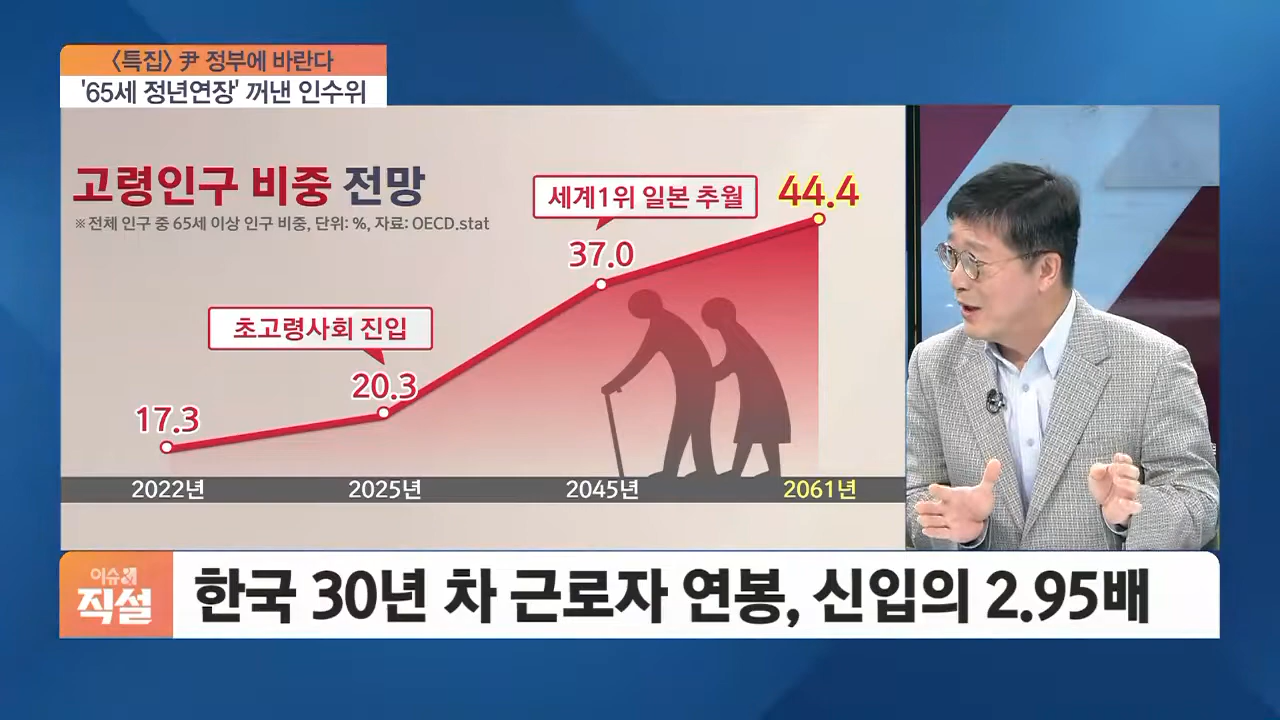 〈특집〉 尹 정부에 바란다
'65세 정년연장' 꺼낸 인수위
고령인구 비중 전망
※전체 인구 중 65세 이상 인구 비중, 단위: %, 자료: OECD.stat
세계1위 일본 추월
44.4
37.0
초고령사회 진입
20.3
17.3
2022년
2025년
2045년
2061년
이슈&
직설
한국 30년 차 근로자 연봉, 신입의 2.95배